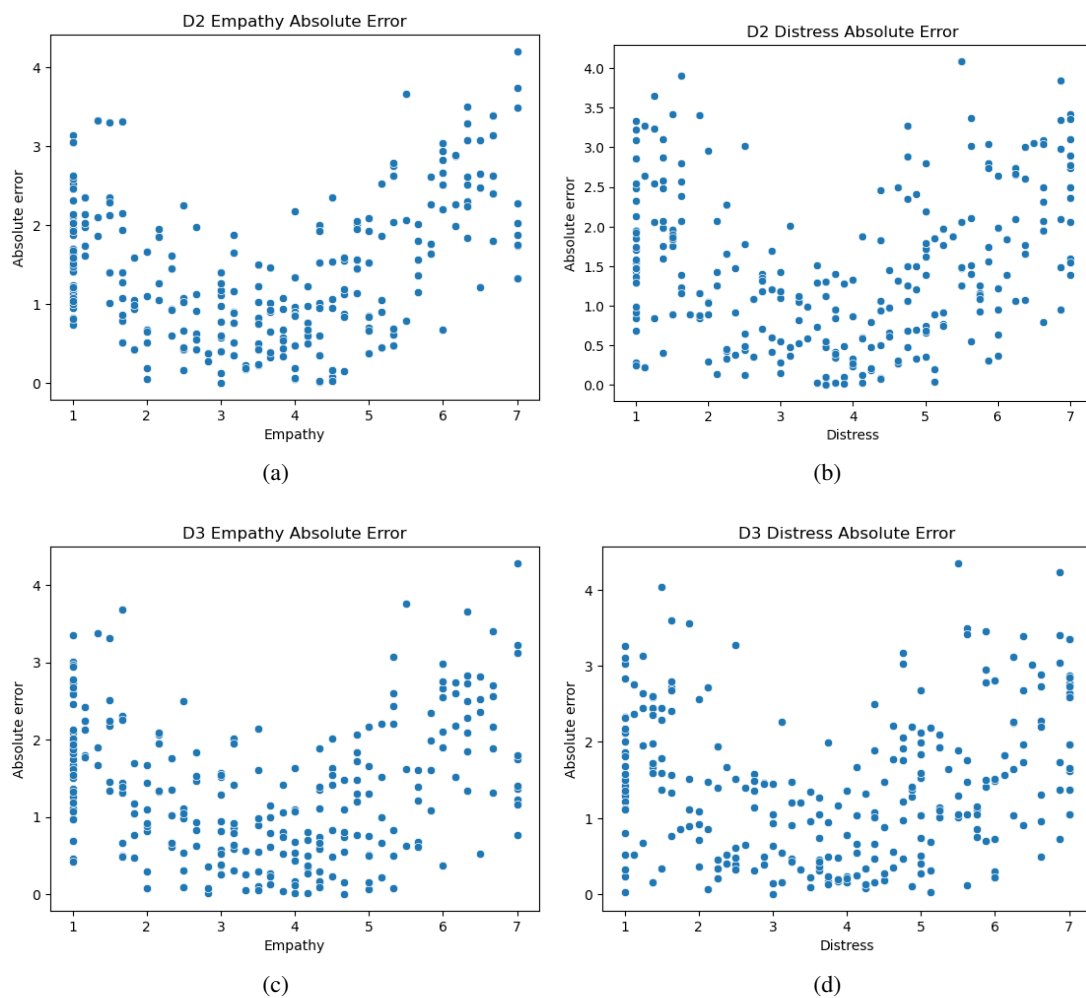 D2 Empathy Absolute Error
Absolute error
4
3
2
1
0
1 2 3 4 5 6 7
Empathy
(a)
D2 Distress Absolute Error
Absolute error
4.0
3.5
3.0
2.5
2.0
1.5
1.0
0.5
0.0
1 2 3 4 5 6 7
Distress
(b)
D3 Empathy Absolute Error
Absolute error
4
3
2
1
0
1 2 3 4 5 6 7
Empathy
(c)
D3 Distress Absolute Error
Absolute error
4
3
2
1
0
1 2 3 4 5 6 7
Distress
(d)